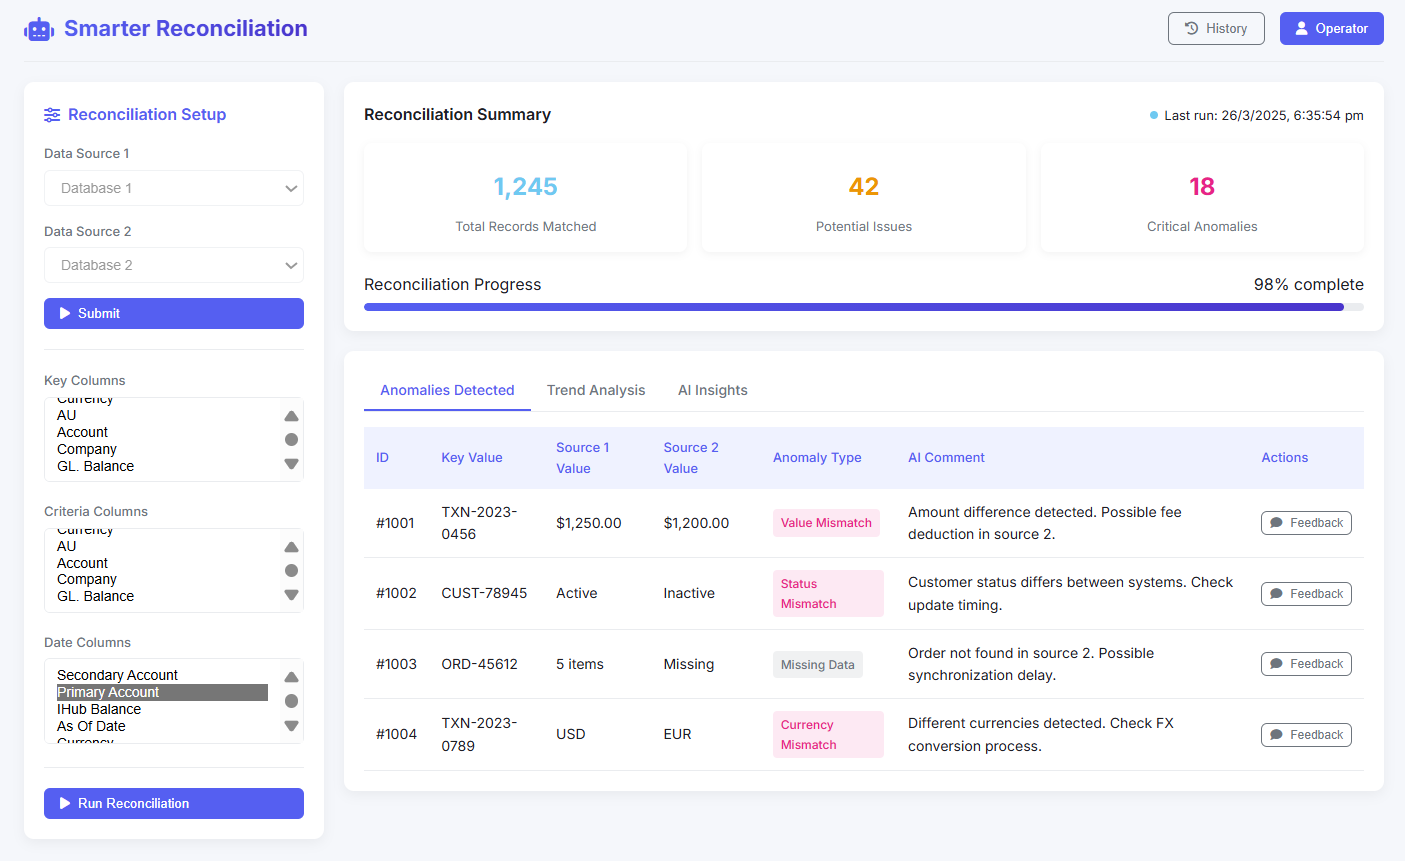 Smarter Reconciliation
History
Operator
Reconciliation Setup
Data Source 1
Database 1
Data Source 2
Database 2
Submit
Key Columns
Currency
AU
Account
Company
GL. Balance
Criteria Columns
Currency
AU
Account
Company
GL. Balance
Date Columns
Secondary Account
Primary Account
IHub Balance
As Of Date
Currency
Run Reconciliation
Reconciliation Summary
Last run: 26/3/2025, 6:35:54 pm
1,245
Total Records Matched
42
Potential Issues
18
Critical Anomalies
Reconciliation Progress
98% complete
Anomalies Detected
Trend Analysis
AI Insights
ID
Key Value
Source 1
Value
Source 2
Value
Anomaly Type
AI Comment
Actions
#1001
TXN-2023-
0456
$1,250.00
$1,200.00
Value Mismatch
Amount difference detected. Possible fee
deduction in source 2.
Feedback
#1002
CUST-78945
Active
Inactive
Status
Mismatch
Customer status differs between systems. Check
update timing.
Feedback
#1003
ORD-45612
5 items
Missing
Missing Data
Order not found in source 2. Possible
synchronization delay.
Feedback
#1004
TXN-2023-
0789
USD
EUR
Currency
Mismatch
Different currencies detected. Check FX
conversion process.
Feedback